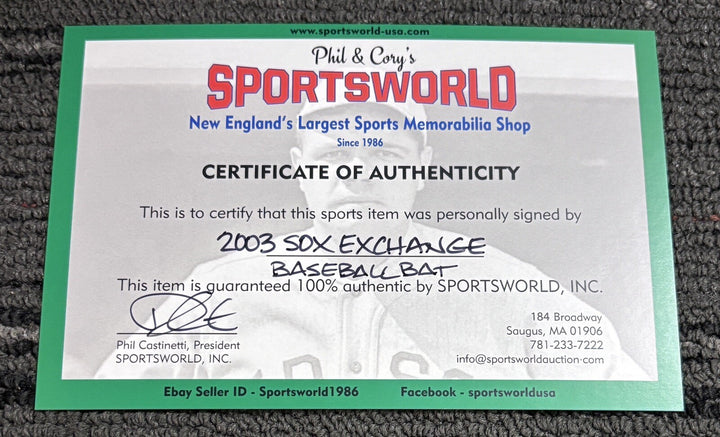 www.sportsworld-usa.com
Phil & Cory's
SPORTSWORLD
New England's Largest Sports Memorabilia Shop
Since 1986
CERTIFICATE OF AUTHENTICITY
This is to certify that this sports item was personally signed by
2003 SOX EXCHANGE
BASEBALL BAT
This item is guaranteed 100% authentic by SPORTSWORLD, INC.
Phil Castinetti, President
SPORTSWORLD, INC.
184 Broadway
Saugus, MA 01906
781-233-7222
info@sportsworldauction.com
Ebay Seller ID - Sportsworld1986
Facebook - sportsworldusa